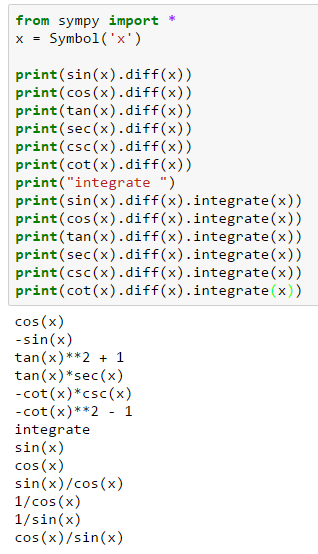 from sympy import *
x = Symbol('x')
print(sin(x).diff(x))
print(cos(x).diff(x))
print(tan(x).diff(x))
print(sec(x).diff(x))
print(csc(x).diff(x))
print(cot(x).diff(x))
print("integrate ")
print(sin(x).diff(x).integrate(x))
print(cos(x).diff(x).integrate(x))
print(tan(x).diff(x).integrate(x))
print(sec(x).diff(x).integrate(x))
print(csc(x).diff(x).integrate(x))
print(cot(x).diff(x).integrate(x))
cos(x)
-sin(x)
tan(x)**2 + 1
tan(x)*sec(x)
-cot(x)*csc(x)
-cot(x)**2 - 1
integrate
sin(x)
cos(x)
sin(x)/cos(x)
1/cos(x)
1/sin(x)
cos(x)/sin(x)